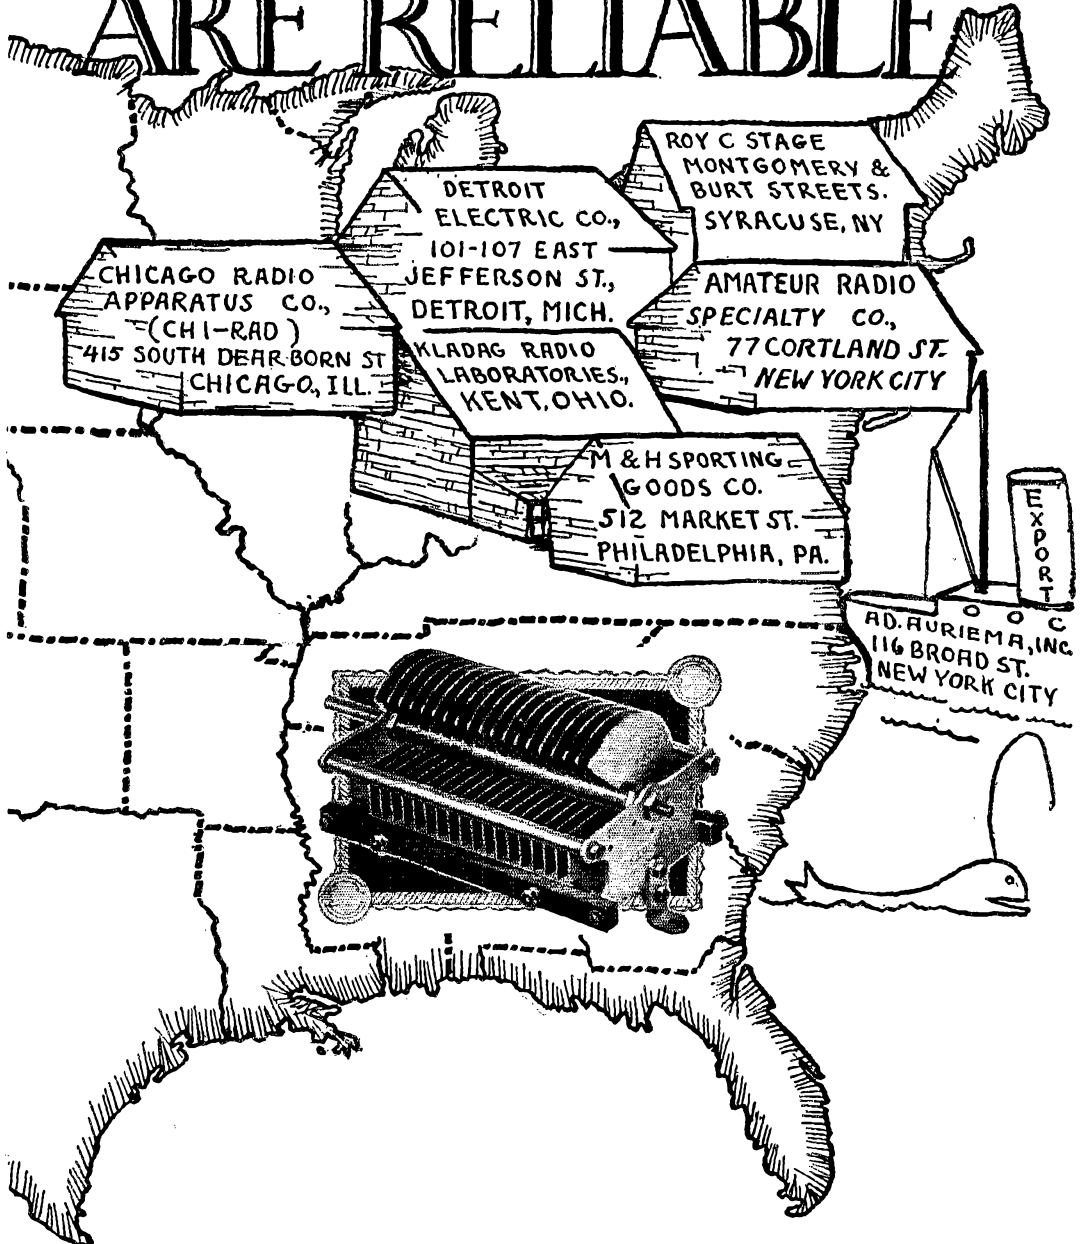 ARE RELIABLE
ROY C STAGE
MONTGOMERY &
BURT STREETS.
SYRACUSE, NY
DETROIT
ELECTRIC CO.,
101-107 EAST
JEFFERSON ST.,
DETROIT, MICH.
CHICAGO RADIO
APPARATUS CO.,
(CHI-RAD)
415 SOUTH DEARBORN ST
CHICAGO., ILL.
AMATEUR RADIO
SPECIALTY CO.,
77 CORTLAND ST.
NEW YORK CITY
KLADAG RADIO
LABORATORIES.,
KENT, OHIO.
M & H SPORTING
GOODS CO.
512 MARKET ST.
PHILADELPHIA, PA.
EXPORT
AD. AURIEMA, INC.
116 BROAD ST.
NEW YORK CITY